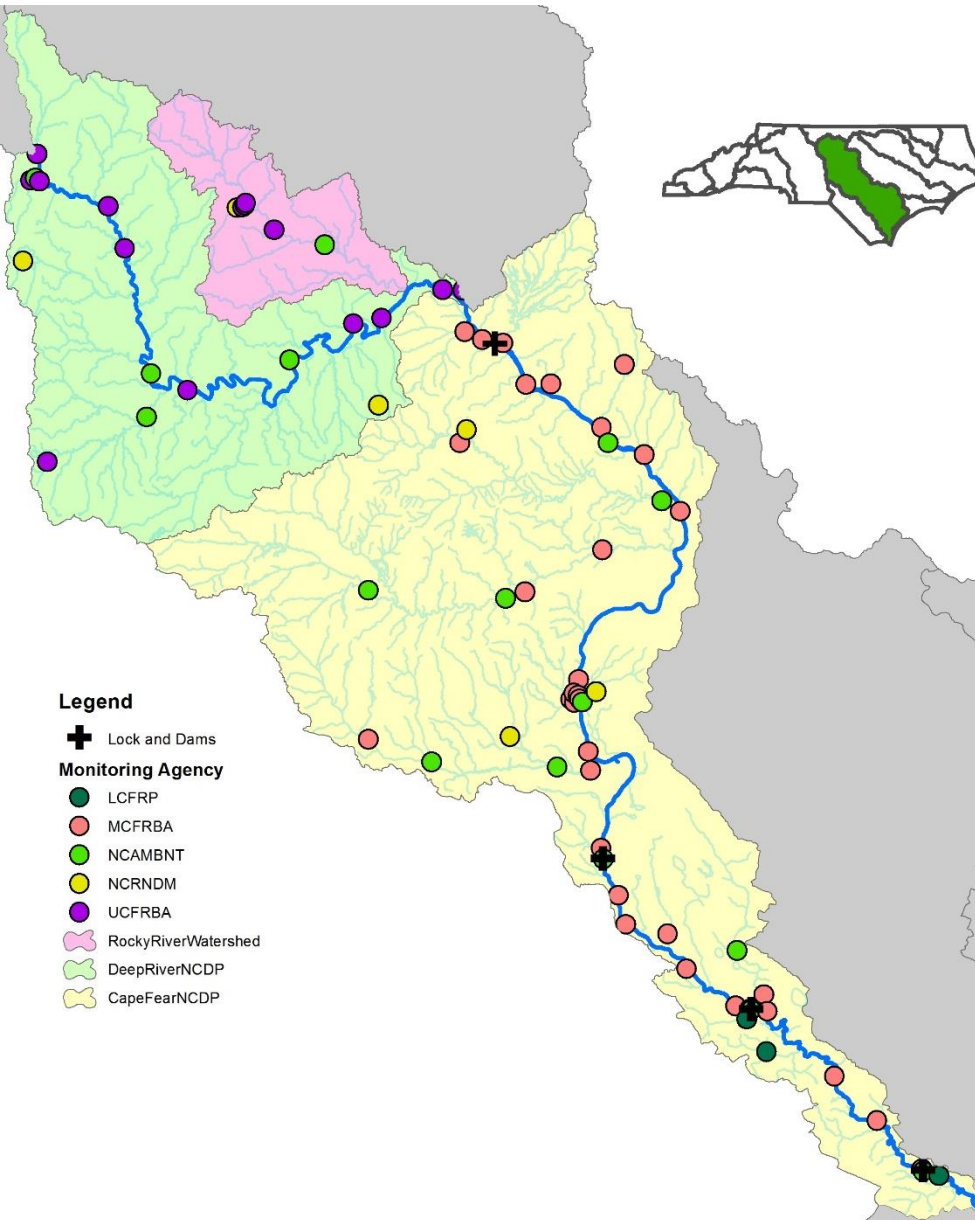 Legend
Lock and Dams
Monitoring Agency
LCFRP
MCFRBA
NCAMBNT
NCRNDM
UCFRBA
RockyRiverWatershed
DeepRiverNCDP
CapeFearNCDP